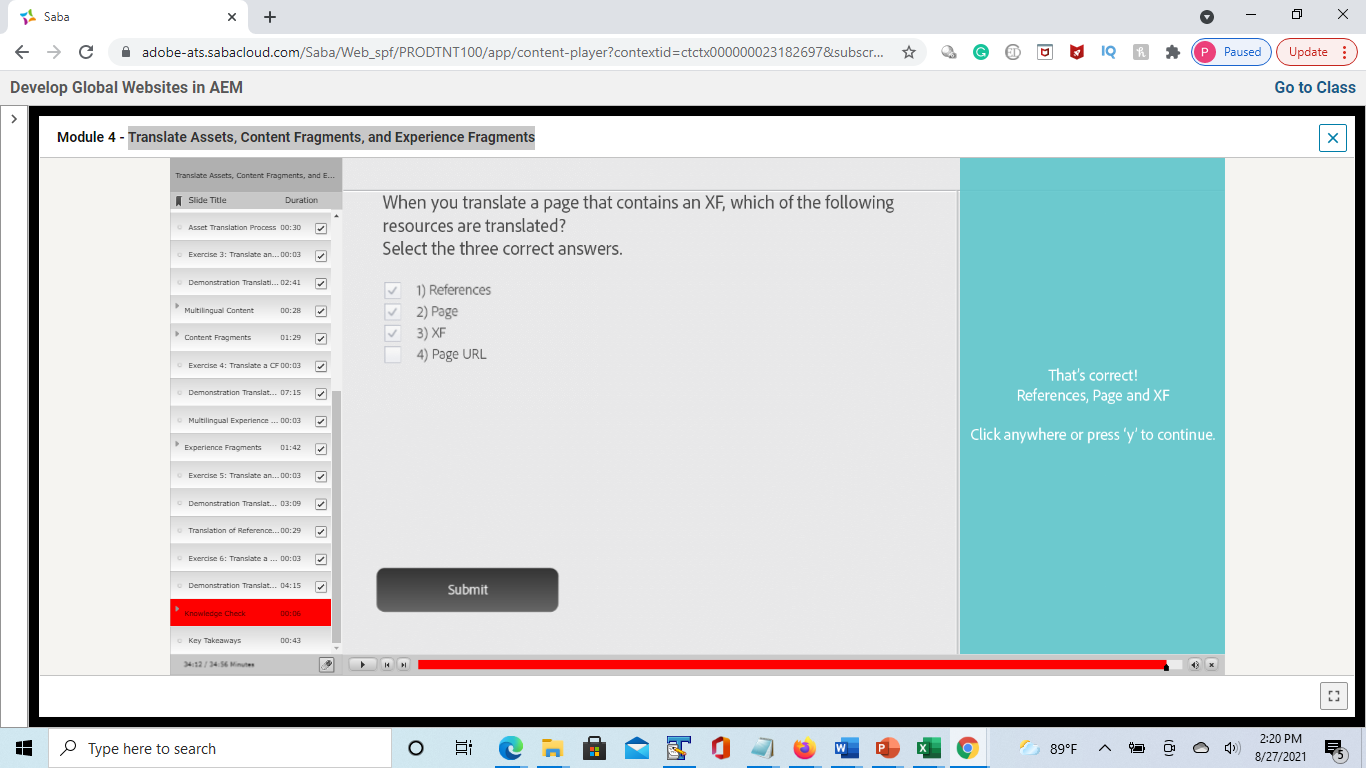 Saba
adobe-ats.sabacloud.com/Saba/Web_spf/PRODTNT100/app/content-player?contextid=ctctx000000023182697&subscr...
Paused
Update
Develop Global Websites in AEM
Go to Class
Module 4 - Translate Assets, Content Fragments, and Experience Fragments
Translate Assets, Content Fragments, and E...
Slide Title Duration
Asset Translation Process 00:30
Exercise 3: Translate an... 00:03
Demonstration Translati... 02:41
Multilingual Content 00:28
Content Fragments 01:29
Exercise 4: Translate a CF 00:03
Demonstration Translat... 07:15
Multilingual Experience ... 00:03
Experience Fragments 01:42
Exercise 5: Translate an... 00:03
Demonstration Translat... 03:09
Translation of Reference... 00:29
Exercise 6: Translate a ... 00:03
Demonstration Translat... 04:15
Knowledge Check 00:06
Key Takeaways 00:43
34:12 / 34:56 Minutes
When you translate a page that contains an XF, which of the following
resources are translated?
Select the three correct answers.
1) References
2) Page
3) XF
4) Page URL
Submit
That's correct!
References, Page and XF
Click anywhere or press 'y' to continue.
Type here to search
89°F
2:20 PM
8/27/2021
5